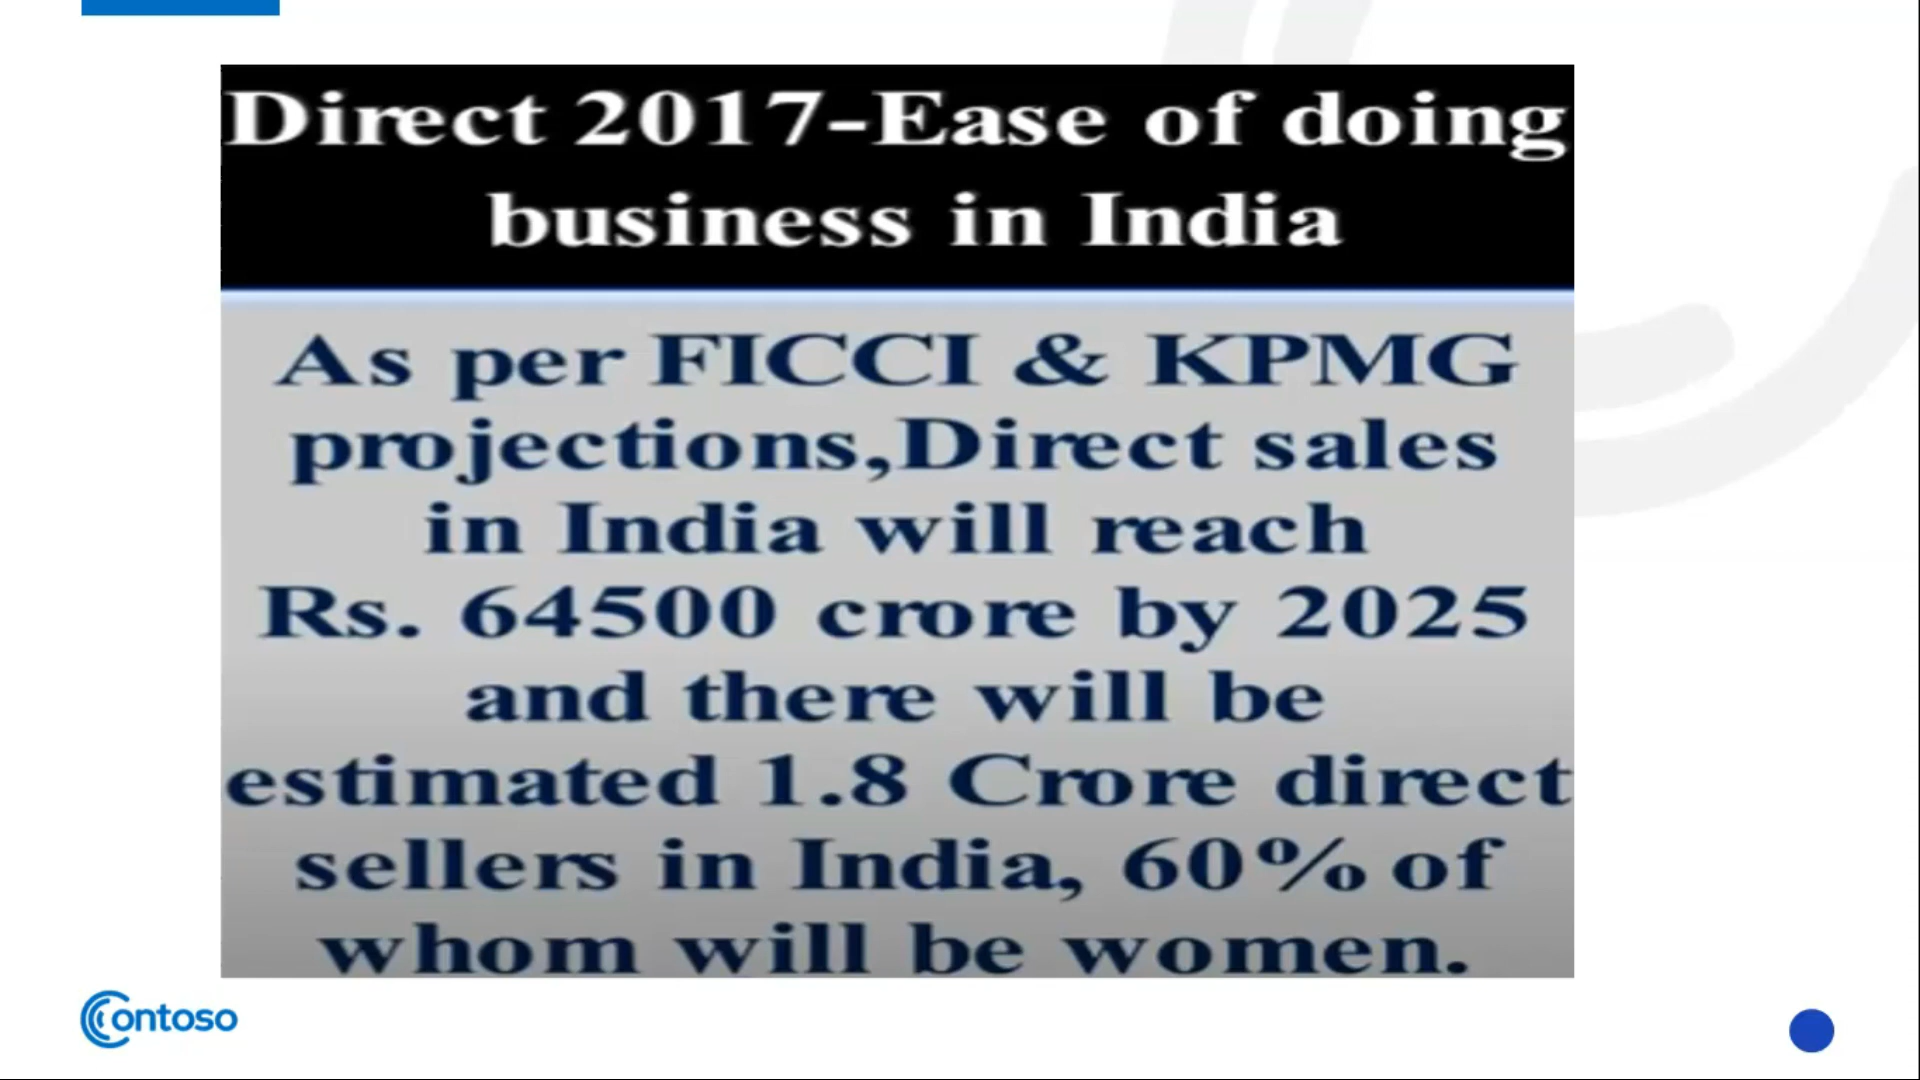 Direct 2017-Ease of doing
business in India
As per FICCI & KPMG
projections,Direct sales
in India will reach
Rs. 64500 crore by 2025
and there will be
estimated 1.8 Crore direct
sellers in India, 60% of
whom will be women.
Contoso